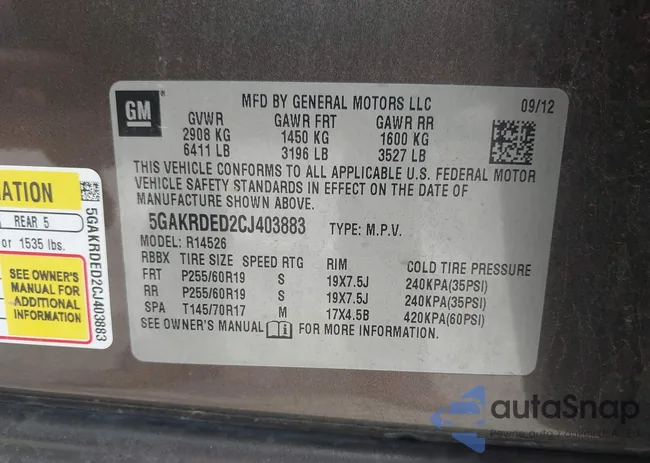 GM
MFD BY GENERAL MOTORS LLC
09/12
GVWR GAWR FRT GAWR RR
2908 KG 1450 KG 1600 KG
6411 LB 3196 LB 3527 LB
THIS VEHICLE CONFORMS TO ALL APPLICABLE U.S. FEDERAL MOTOR
VEHICLE SAFETY STANDARDS IN EFFECT ON THE DATE OF
MANUFACTURE SHOWN ABOVE.
5GAKRDED2CJ403883 TYPE: M.P.V.
MODEL: R14526
RBBX TIRE SIZE SPEED RTG RIM COLD TIRE PRESSURE
FRT P255/60R19 S 19X7.5J 240KPA(35PSI)
RR P255/60R19 S 19X7.5J 240KPA(35PSI)
SPA T145/70R17 M 17X4.5B 420KPA(60PSI)
SEE OWNER'S MANUAL FOR MORE INFORMATION.
REAR 5
or 1535 lbs.
SEE OWNER'S
MANUAL FOR
ADDITIONAL
INFORMATION
5GAKRDED2CJ403883
autaSnap